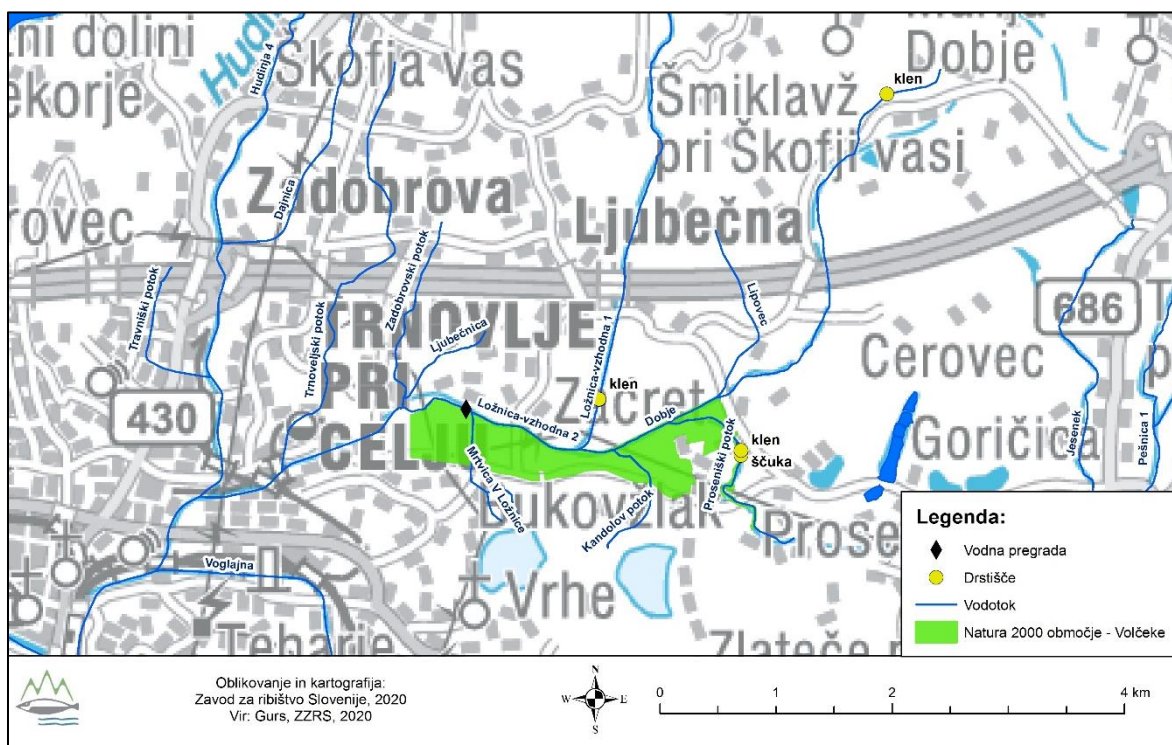 tni dolini
ekorje
Hudi
Hudinja 4
Škofja vas
Dobje
klen
Šmiklavž
pri Škofji vasi
Zadobrova
Dajnica
rovec
Ljubečna
Travniški potok
Trnoveljski potok
Zadobrovski potok
TRNOVLJE
PRI
CELJU
Ljubečnica
Ložnica-vzhodna 1
Lipovec
686
T
p
Cerovec
430
klen
Začret
Ložnica-vzhodna 2
Dobje
klen
ščuka
Goričica
Jesenek
Pešnica 1
Mrtvica V Ložnice
Bukovžlak
Kandolov potok
Proseniški potok
Prose
Voglajna
Vrhe
Teharje
Zlateče
Legenda:
Vodna pregrada
Drstišče
Vodotok
Natura 2000 območje - Volčeke
Oblikovanje in kartografija:
Zavod za ribištvo Slovenije, 2020
Vir: Gurs, ZZRS, 2020
N
W E
S
0 1 2 4 km